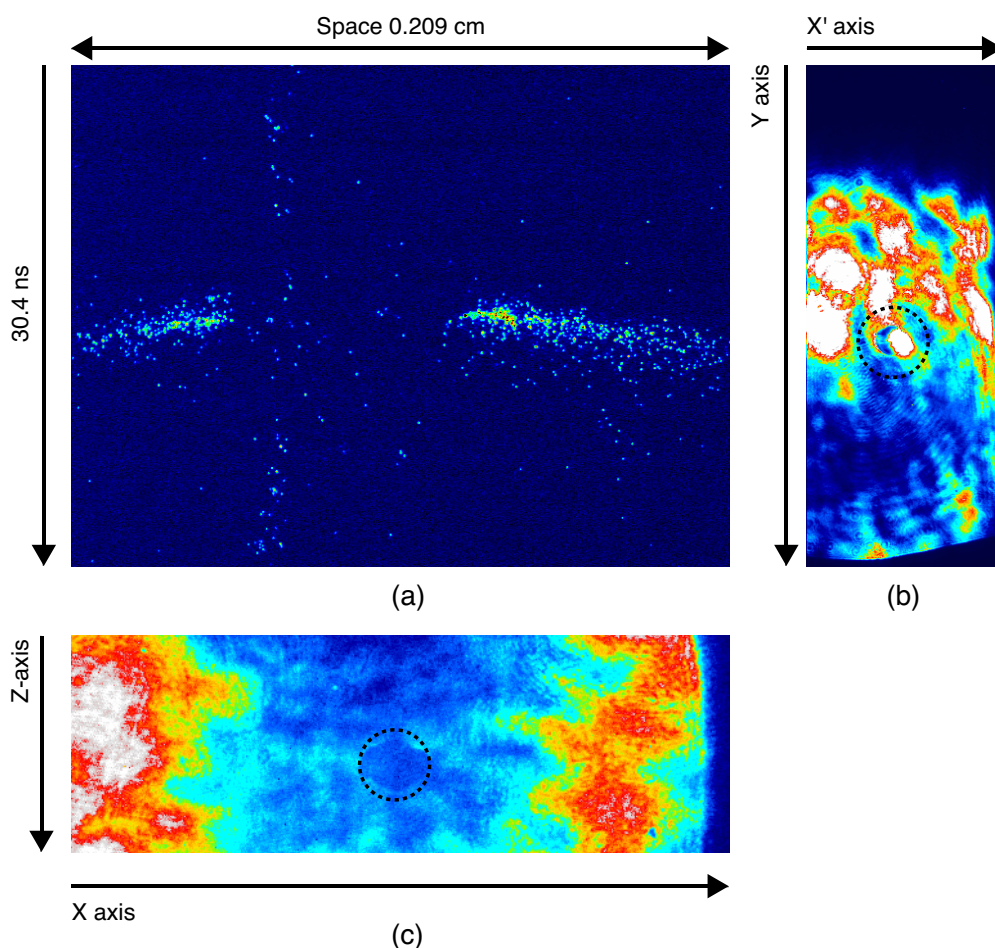 Space 0.209 cm
X' axis
30.4 ns
Y axis
(a)
(b)
Z-axis
X axis
(c)